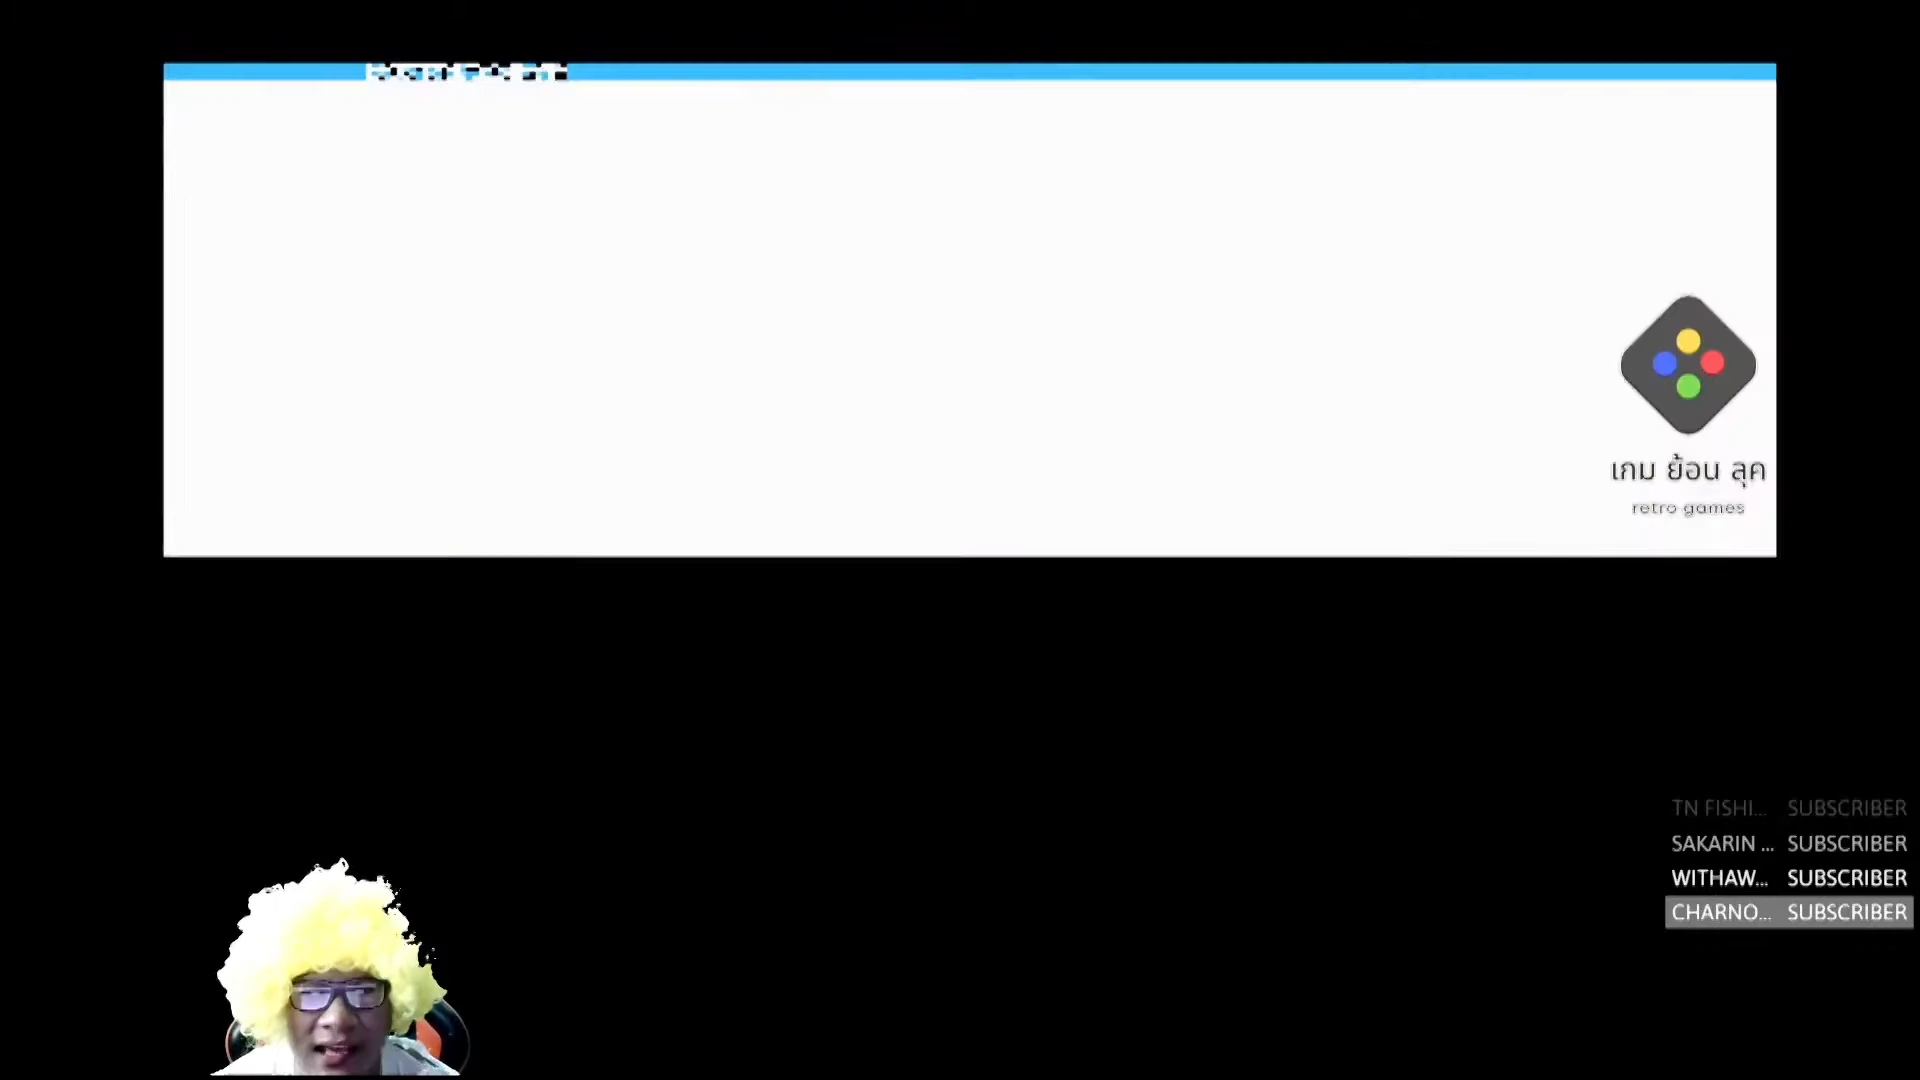 เกม ย้อน ลุค
retro games
TN FISHI... SUBSCRIBER
SAKARIN ... SUBSCRIBER
WITHAW... SUBSCRIBER
CHARNO... SUBSCRIBER